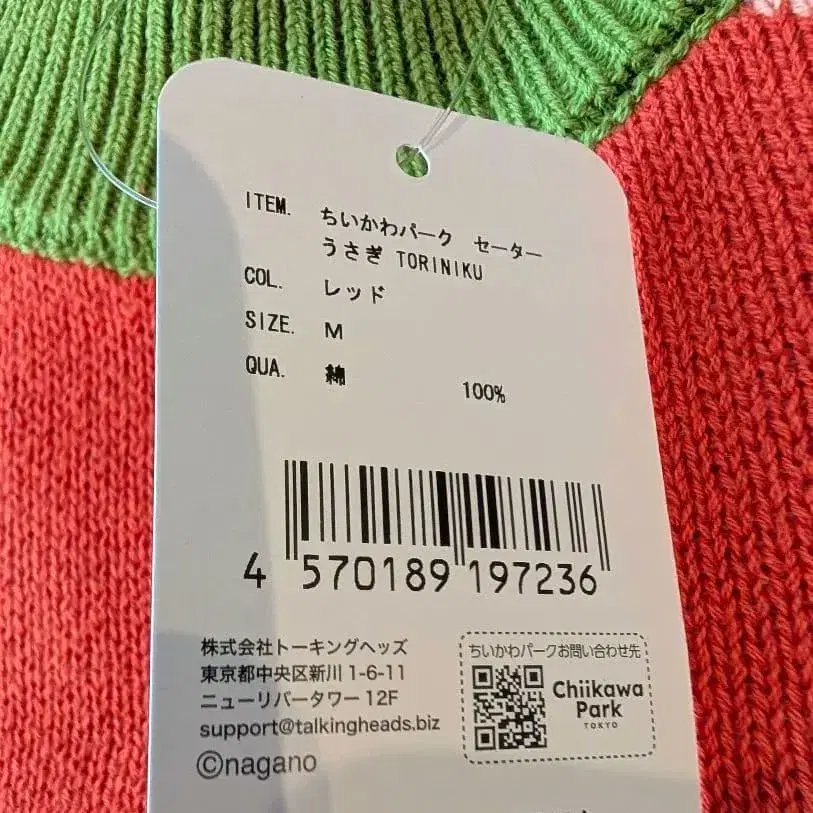 ITEM. ちいかわパーク セーター
うさぎ TORINIKU
COL. レッド
SIZE. M
QUA. 綿 100%
4 570189 197236
株式会社トーキングヘッズ
東京都中央区新川1-6-11
ニューリバータワー12F
support@talkingheads.biz
©nagano
ちいかわパークお問い合わせ先
Chiikawa
Park
TOKYO